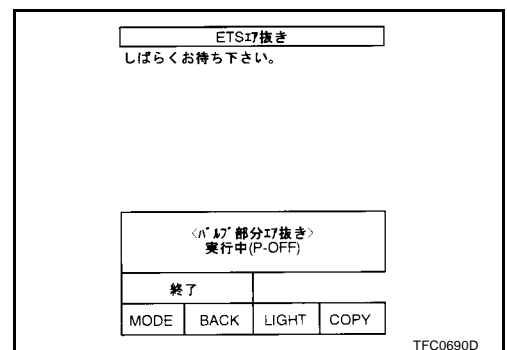 ETSｴｱ抜き
しばらくお待ち下さい。
<ﾊﾞﾙﾌﾞ部分ｴｱ抜き>
実行中(P-OFF)
終了
MODE BACK LIGHT COPY
TFC0690D